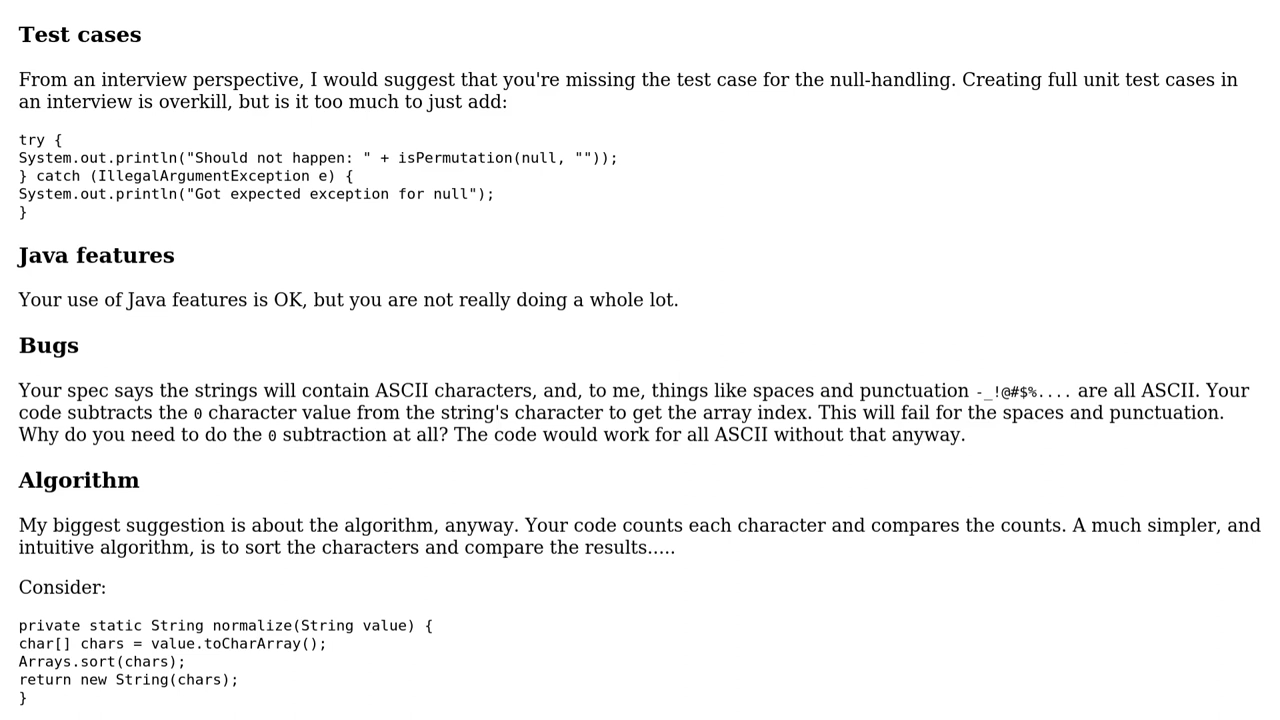 Test cases
From an interview perspective, I would suggest that you're missing the test case for the null-handling. Creating full unit test cases in
an interview is overkill, but is it too much to just add:
try {
System.out.println("Should not happen: " + isPermutation(null, ""));
} catch (IllegalArgumentException e) {
System.out.println("Got expected exception for null");
}
Java features
Your use of Java features is OK, but you are not really doing a whole lot.
Bugs
Your spec says the strings will contain ASCII characters, and, to me, things like spaces and punctuation -_!@#$%.... are all ASCII. Your
code subtracts the 0 character value from the string's character to get the array index. This will fail for the spaces and punctuation.
Why do you need to do the 0 subtraction at all? The code would work for all ASCII without that anyway.
Algorithm
My biggest suggestion is about the algorithm, anyway. Your code counts each character and compares the counts. A much simpler, and
intuitive algorithm, is to sort the characters and compare the results.....
Consider:
private static String normalize(String value) {
char[] chars = value.toCharArray();
Arrays.sort(chars);
return new String(chars);
}